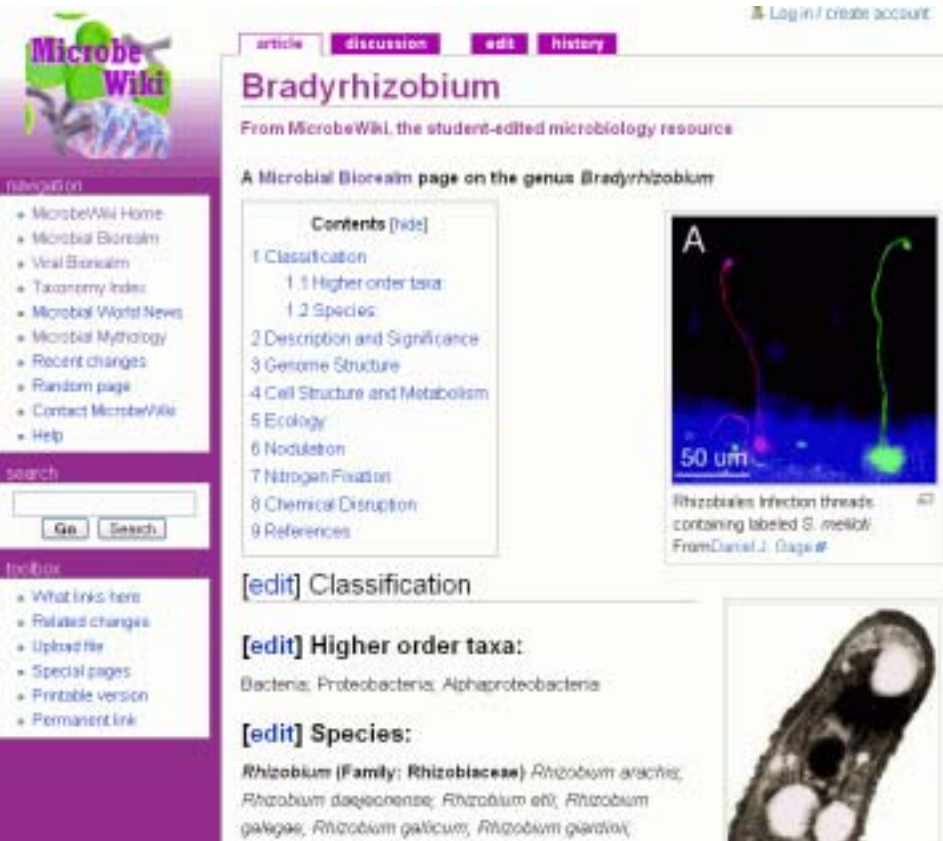 Log in / create account
Microbe
Wiki
article discussion edit history
Bradyrhizobium
From MicrobeWiki, the student-edited microbiology resource
A Microbial Biorealm page on the genus Bradyrhizobium
navigation
MicrobeWiki Home
Microbial Biorealm
Viral Biorealm
Taxonomy Index
Microbial World News
Microbial Mythology
Recent changes
Random page
Contact MicrobeWiki
Help
search
Go Search
toolbox
What links here
Related changes
Upload file
Special pages
Printable version
Permanent link
Contents [hide]
1 Classification
1.1 Higher order taxa:
1.2 Species:
2 Description and Significance
3 Genome Structure
4 Cell Structure and Metabolism
5 Ecology
6 Nodulation
7 Nitrogen Fixation
8 Chemical Disruption
9 References
A
50 um
Rhizobiales Infection threads
containing labeled S. meliloti
From Daniel J. Gage
[edit] Classification
[edit] Higher order taxa:
Bacteria; Proteobacteria; Alphaproteobacteria
[edit] Species:
Rhizobium (Family: Rhizobiaceae) Rhizobium arachis;
Rhizobium daejeonense; Rhizobium etli; Rhizobium
galegae; Rhizobium gallicum; Rhizobium giardinii;